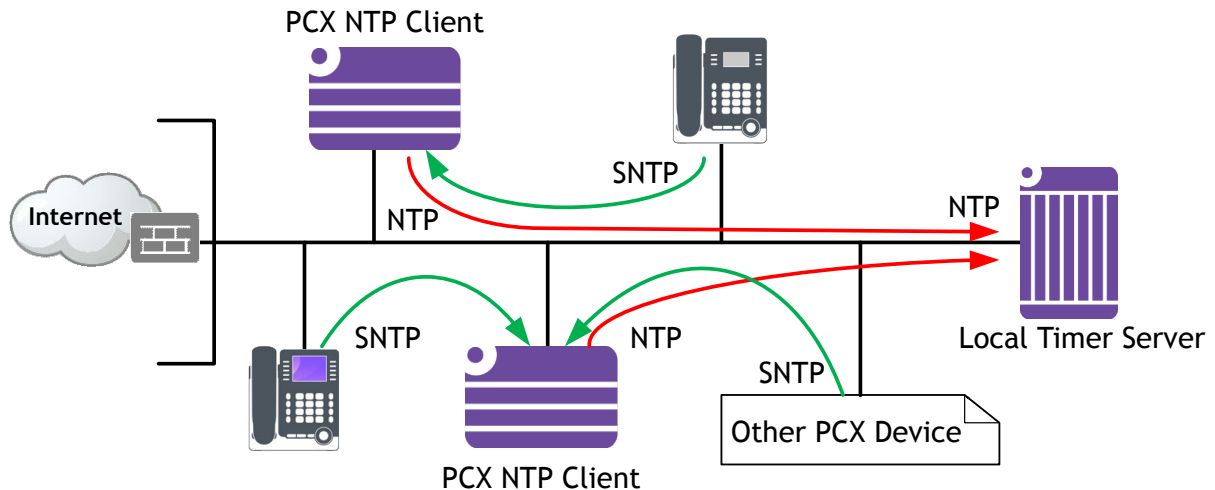 PCX NTP Client
SNTP
NTP
NTP
Internet
SNTP
NTP
SNTP
Local Timer Server
Other PCX Device
PCX NTP Client